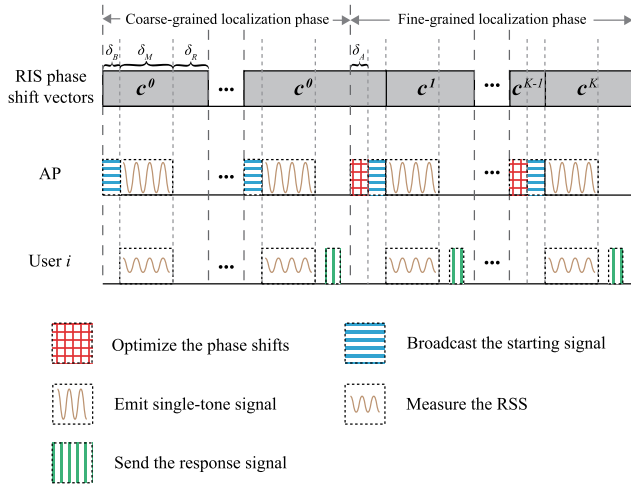 Coarse-grained localization phase Fine-grained localization phase
δB δM δR δA
RIS phase
shift vectors
c⁰ ... c⁰ c¹ ... cᴷ⁻¹ cᴷ
AP ... ...
User i ... ...
Optimize the phase shifts Broadcast the starting signal
Emit single-tone signal Measure the RSS
Send the response signal